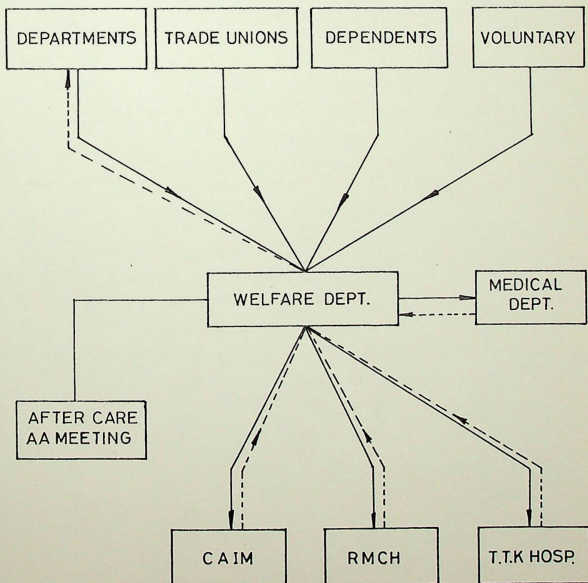 DEPARTMENTS
TRADE UNIONS
DEPENDENTS
VOLUNTARY
WELFARE DEPT.
MEDICAL
DEPT.
AFTER CARE
AA MEETING
CAIM
RMCH
T.T.K HOSP.